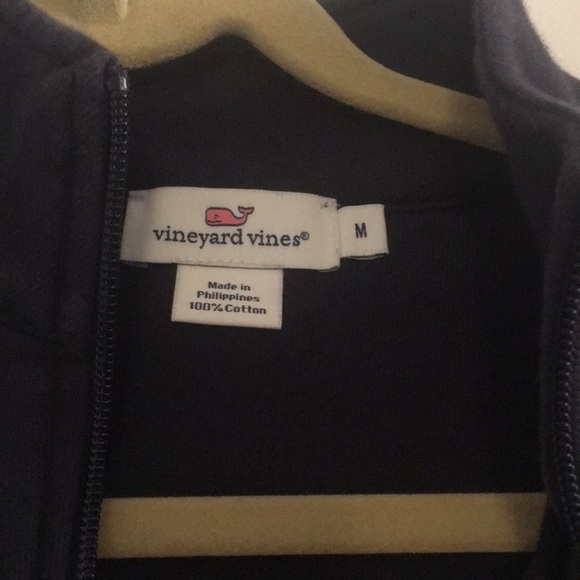 vineyard vines®
M
Made in
Philippines
100% Cotton